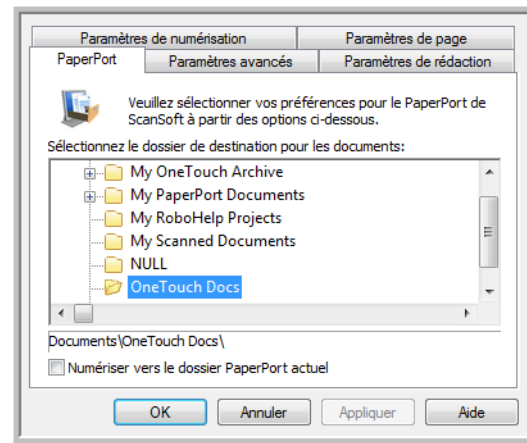 Paramètres de numérisation
Paramètres de page
PaperPort
Paramètres avancés
Paramètres de rédaction
Veuillez sélectionner vos préférences pour le PaperPort de
ScanSoft à partir des options ci-dessous.
Sélectionnez le dossier de destination pour les documents:
My OneTouch Archive
My PaperPort Documents
My RoboHelp Projects
My Scanned Documents
NULL
OneTouch Docs
Documents\OneTouch Docs\
Numériser vers le dossier PaperPort actuel
OK
Annuler
Appliquer
Aide